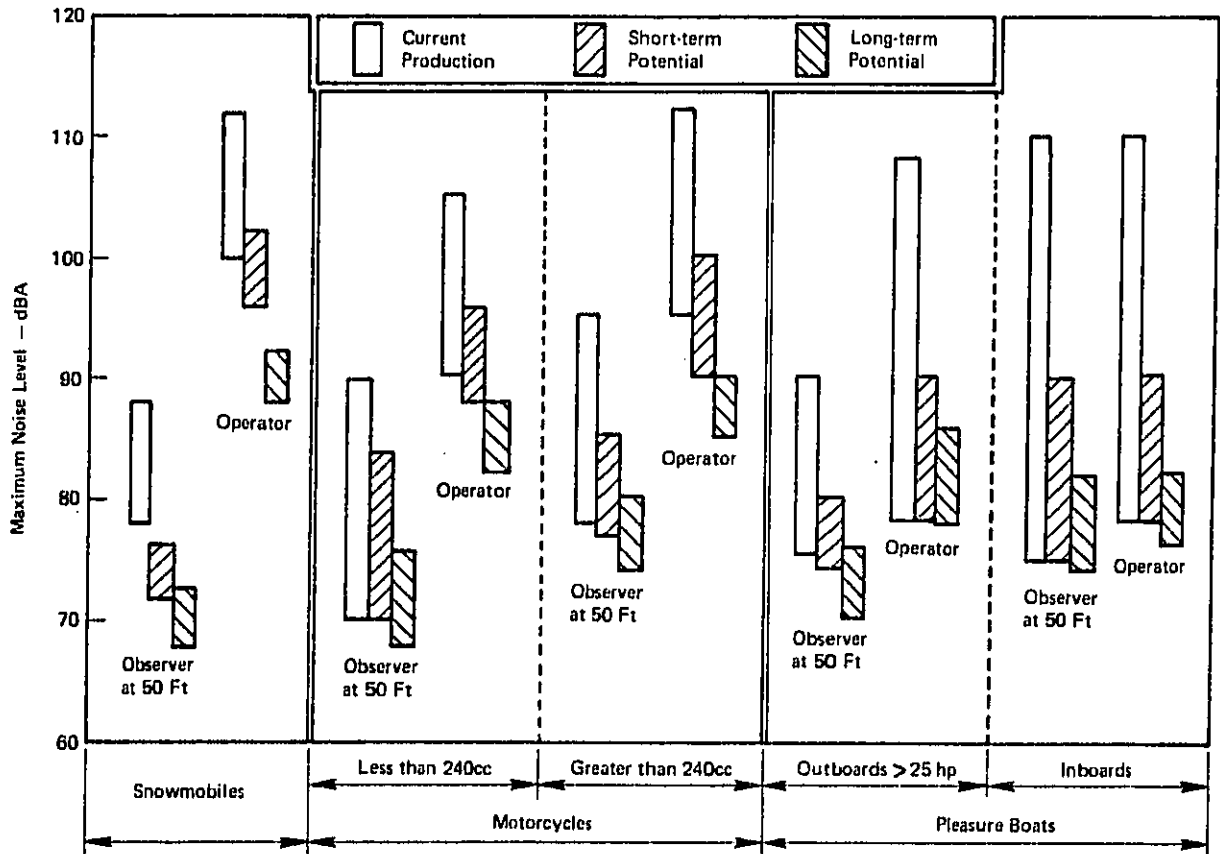 120
110
100
90
80
70
60
Maximum Noise Level — dBA
Current
Production
Short-term
Potential
Long-term
Potential
Operator
Observer
at 50 Ft
Operator
Observer
at 50 Ft
Operator
Observer
at 50 Ft
Operator
Observer
at 50 Ft
Operator
Observer
at 50 Ft
Less than 240cc
Greater than 240cc
Outboards > 25 hp
Inboards
Snowmobiles
Motorcycles
Pleasure Boats